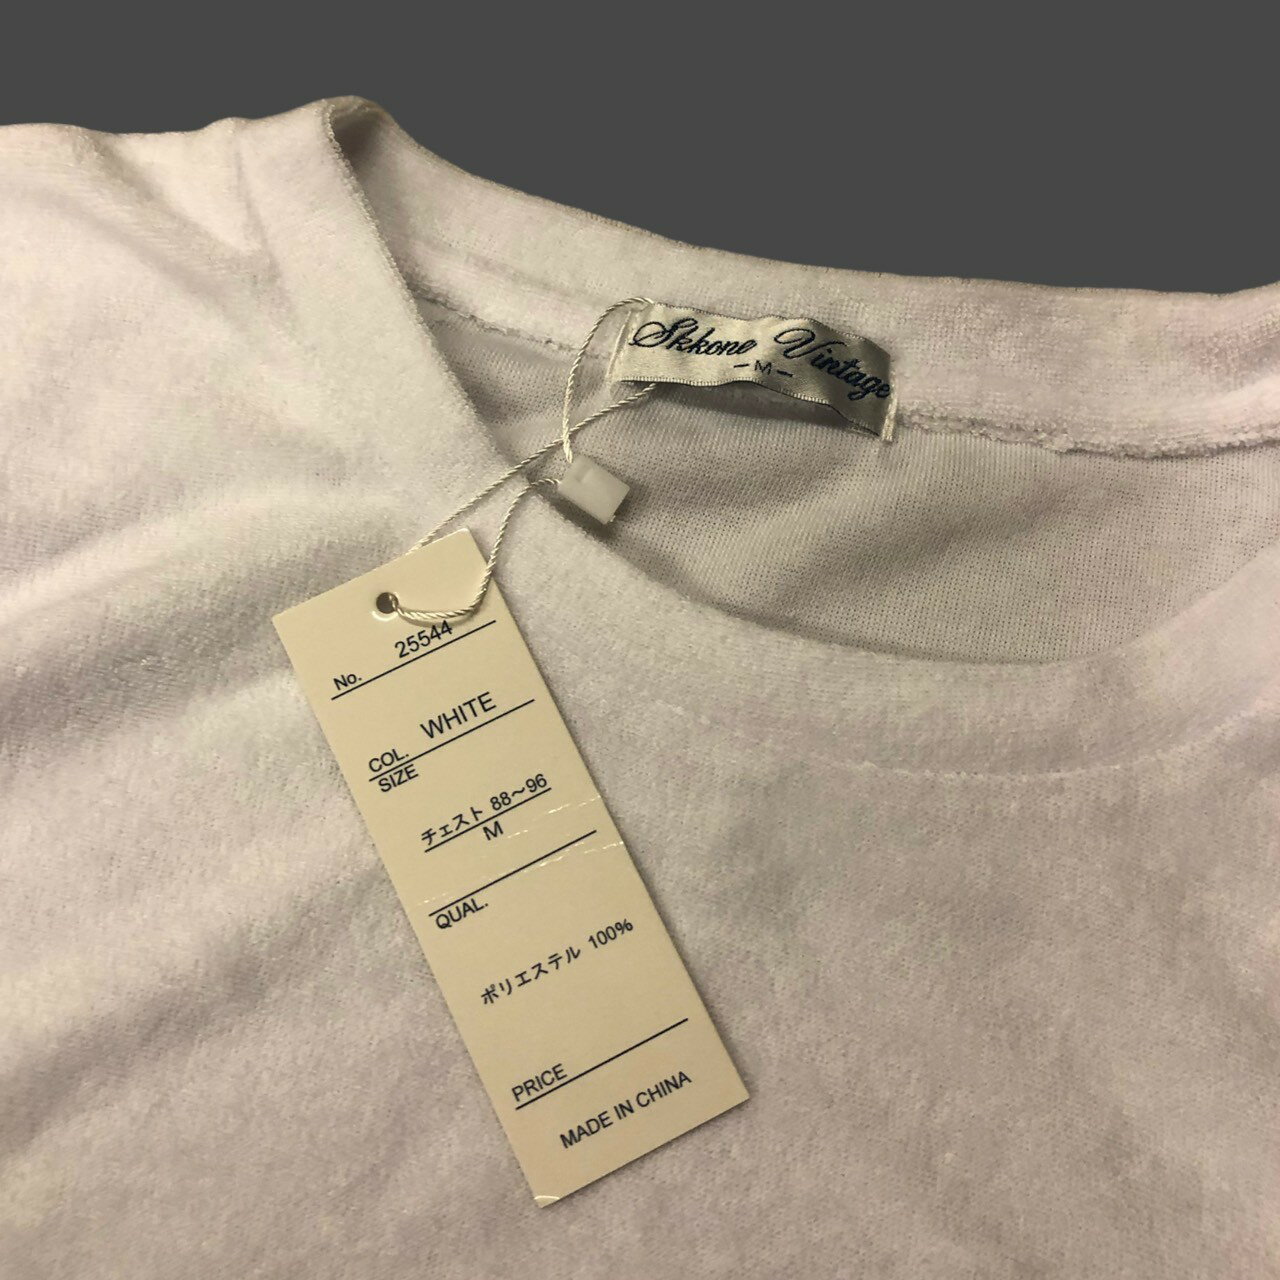 Skkone Vintage
-M-
No. 25544
COL. WHITE
SIZE
チェスト 88〜96
M
QUAL.
ポリエステル 100%
PRICE
MADE IN CHINA